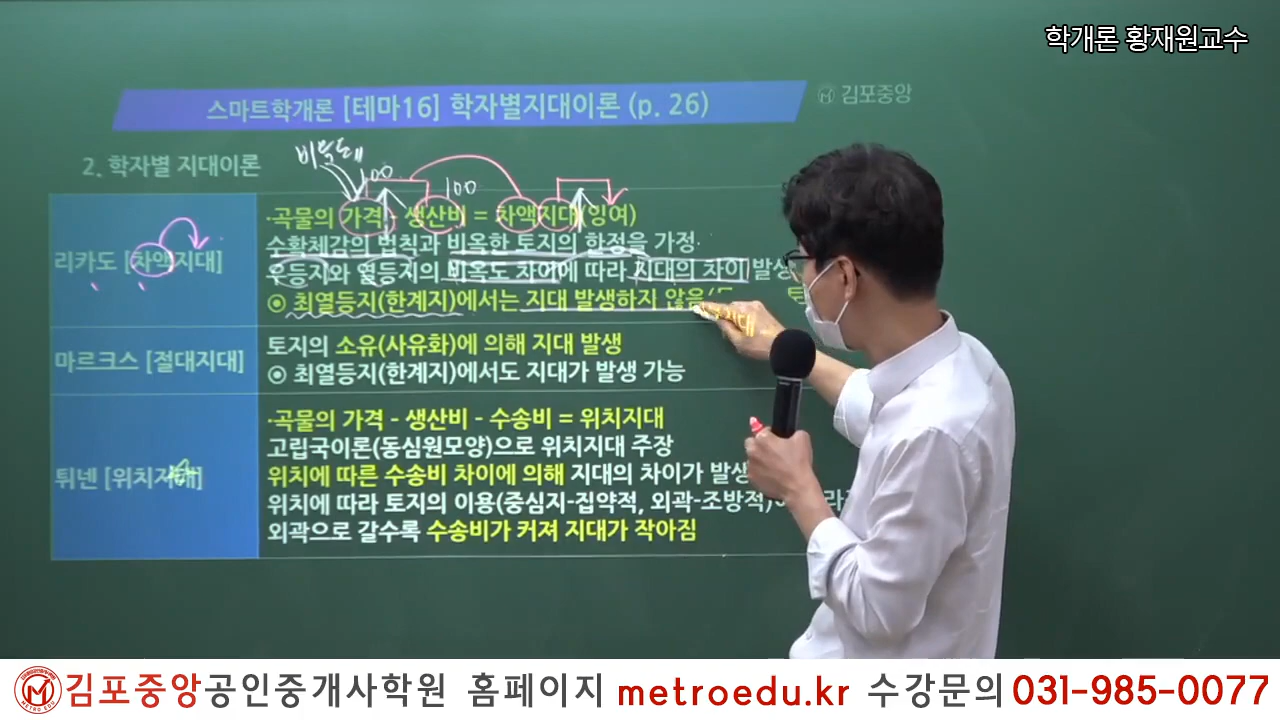 학개론 황재원교수
스마트학개론 [테마16] 학자별지대이론 (p. 26)
김포중앙
2. 학자별 지대이론
비옥도
100
100
리카도 [차액지대]
·곡물의 가격 - 생산비 = 차액지대(잉여)
수확체감의 법칙과 비옥한 토지의 한정을 가정
우등지와 열등지의 비옥도 차이에 따라 지대의 차이 발생
◉ 최열등지(한계지)에서는 지대 발생하지 않음
마르크스 [절대지대]
토지의 소유(사유화)에 의해 지대 발생
◉ 최열등지(한계지)에서도 지대가 발생 가능
튀넨 [위치지대]
·곡물의 가격 - 생산비 - 수송비 = 위치지대
고립국이론(동심원모양)으로 위치지대 주장
위치에 따른 수송비 차이에 의해 지대의 차이가 발생
위치에 따라 토지의 이용(중심지-집약적, 외곽-조방적)
외곽으로 갈수록 수송비가 커져 지대가 작아짐
METRO EDU
김포중앙공인중개사학원 홈페이지 metroedu.kr 수강문의 031-985-0077